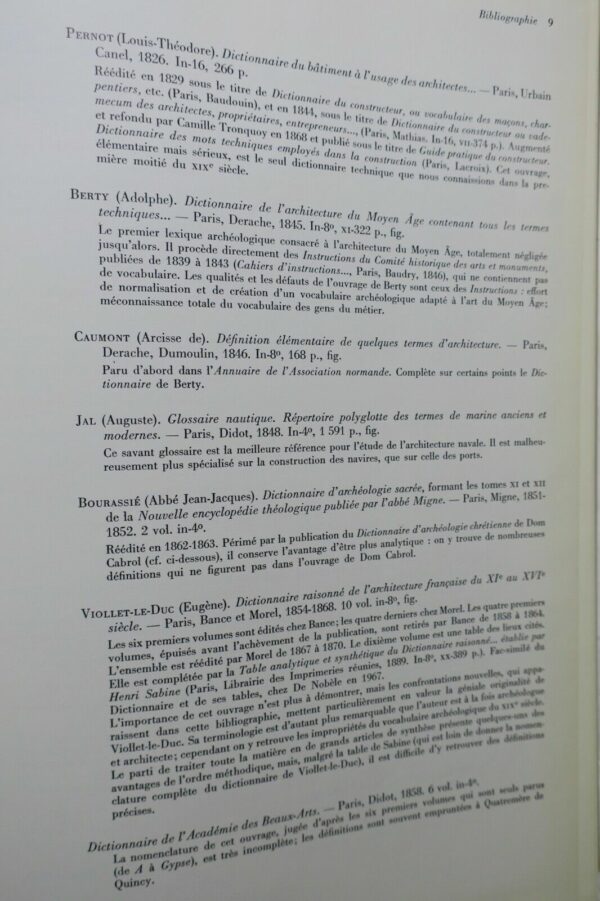 Bibliographie 9
PERNOT (Louis-Théodore). Dictionnaire du bâtiment à l'usage des architectes... — Paris, Urbain
Canel, 1826. In-16, 266 p.
Réédité en 1829 sous le titre de Dictionnaire du constructeur, ou vocabulaire des maçons, char-
pentiers, etc. (Paris, Baudouin), et en 1844, sous le titre de Dictionnaire du constructeur ou vade-
mecum des architectes, propriétaires, entrepreneurs..., (Paris, Mathias. In-16, VII-374 p.). Augmenté
et refondu par Camille Tronquoy en 1868 et publié sous le titre de Guide pratique du constructeur.
Dictionnaire des mots techniques employés dans la construction (Paris, Lacroix). Cet ouvrage,
élémentaire mais sérieux, est le seul dictionnaire technique que nous connaissions dans la pre-
mière moitié du XIXe siècle.
BERTY (Adolphe). Dictionnaire de l'architecture du Moyen Âge contenant tous les termes
techniques... — Paris, Derache, 1845. In-8º, XI-322 p., fig.
Le premier lexique archéologique consacré à l'architecture du Moyen Âge, totalement négligée
jusqu'alors. Il procède directement des Instructions du Comité historique des arts et monuments,
publiées de 1839 à 1843 (Cahiers d'instructions..., Paris, Baudry, 1846), qui ne contiennent pas
de vocabulaire. Les qualités et les défauts de l'ouvrage de Berty sont ceux des Instructions : effort
de normalisation et de création d'un vocabulaire archéologique adapté à l'art du Moyen Âge;
méconnaissance totale du vocabulaire des gens du métier.
CAUMONT (Arcisse de). Définition élémentaire de quelques termes d'architecture. — Paris,
Derache, Dumoulin, 1846. In-8º, 168 p., fig.
Paru d'abord dans l'Annuaire de l'Association normande. Complète sur certains points le Dic-
tionnaire de Berty.
JAL (Auguste). Glossaire nautique. Répertoire polyglotte des termes de marine anciens et
modernes. — Paris, Didot, 1848. In-4º, 1 591 p., fig.
Ce savant glossaire est la meilleure référence pour l'étude de l'architecture navale. Il est malheu-
reusement plus spécialisé sur la construction des navires, que sur celle des ports.
BOURASSIÉ (Abbé Jean-Jacques). Dictionnaire d'archéologie sacrée, formant les tomes XI et XII
de la Nouvelle encyclopédie théologique publiée par l'abbé Migne. — Paris, Migne, 1851-
1852. 2 vol. in-4º.
Réédité en 1862-1863. Périmé par la publication du Dictionnaire d'archéologie chrétienne de Dom
Cabrol (cf. ci-dessous), il conserve l'avantage d'être plus analytique : on y trouve de nombreuses
définitions qui ne figurent pas dans l'ouvrage de Dom Cabrol.
VIOLLET-LE-DUC (Eugène). Dictionnaire raisonné de l'architecture française du XIe au XVIe
siècle. — Paris, Bance et Morel, 1854-1868. 10 vol. in-8º, fig.
Les six premiers volumes sont édités chez Bance; les quatre derniers chez Morel. Les quatre premiers
volumes, épuisés avant l'achèvement de la publication, sont retirés par Bance de 1858 à 1864.
L'ensemble est réédité par Morel de 1867 à 1870. Le dixième volume est une table des lieux cités.
Elle est complétée par la Table analytique et synthétique du Dictionnaire raisonné... établie par
Henri Sabine (Paris, Librairie des Imprimeries réunies, 1889. In-8º, XX-389 p.). Fac-similé du
Dictionnaire et de ses tables, chez De Nobèle en 1967.
L'importance de cet ouvrage n'est plus à démontrer, mais les confrontations nouvelles, qui appa-
raissent dans cette bibliographie, mettent particulièrement en valeur la géniale originalité de
Viollet-le-Duc. Sa terminologie est d'autant plus remarquable que l'auteur est à la fois archéologue
et architecte; cependant on y retrouve les impropriétés du vocabulaire archéologique du XIXe siècle.
Le parti de traiter toute la matière en de grands articles de synthèse présente quelques-uns des
avantages de l'ordre méthodique, mais, malgré la table de Sabine (qui est loin de donner la nomen-
clature complète du dictionnaire de Viollet-le-Duc), il est difficile d'y retrouver des définitions
précises.
Dictionnaire de l'Académie des Beaux-Arts. — Paris, Didot, 1858. 6 vol. in-4º.
La nomenclature de cet ouvrage, jugée d'après les six premiers volumes qui sont seuls parus
(de A à Gypse), est très incomplète; les définitions sont souvent empruntées à Quatremère de
Quincy.